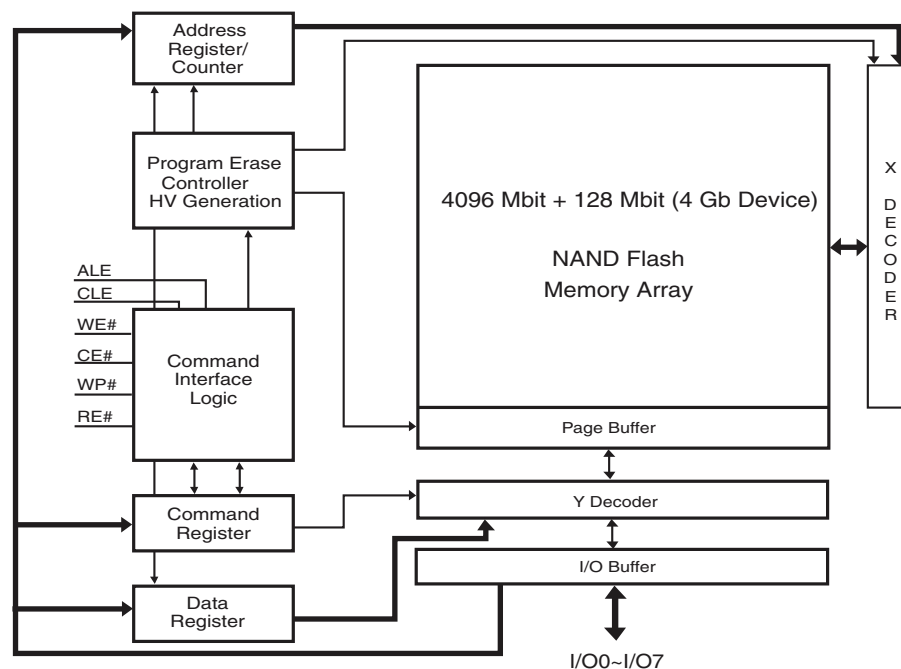 Address
Register/
Counter
Program Erase
Controller
HV Generation
ALE
CLE
WE#
CE#
WP#
RE#
Command
Interface
Logic
Command
Register
Data
Register
4096 Mbit + 128 Mbit (4 Gb Device)
NAND Flash
Memory Array
Page Buffer
Y Decoder
I/O Buffer
I/O0~I/O7
X
D
E
C
O
D
E
R